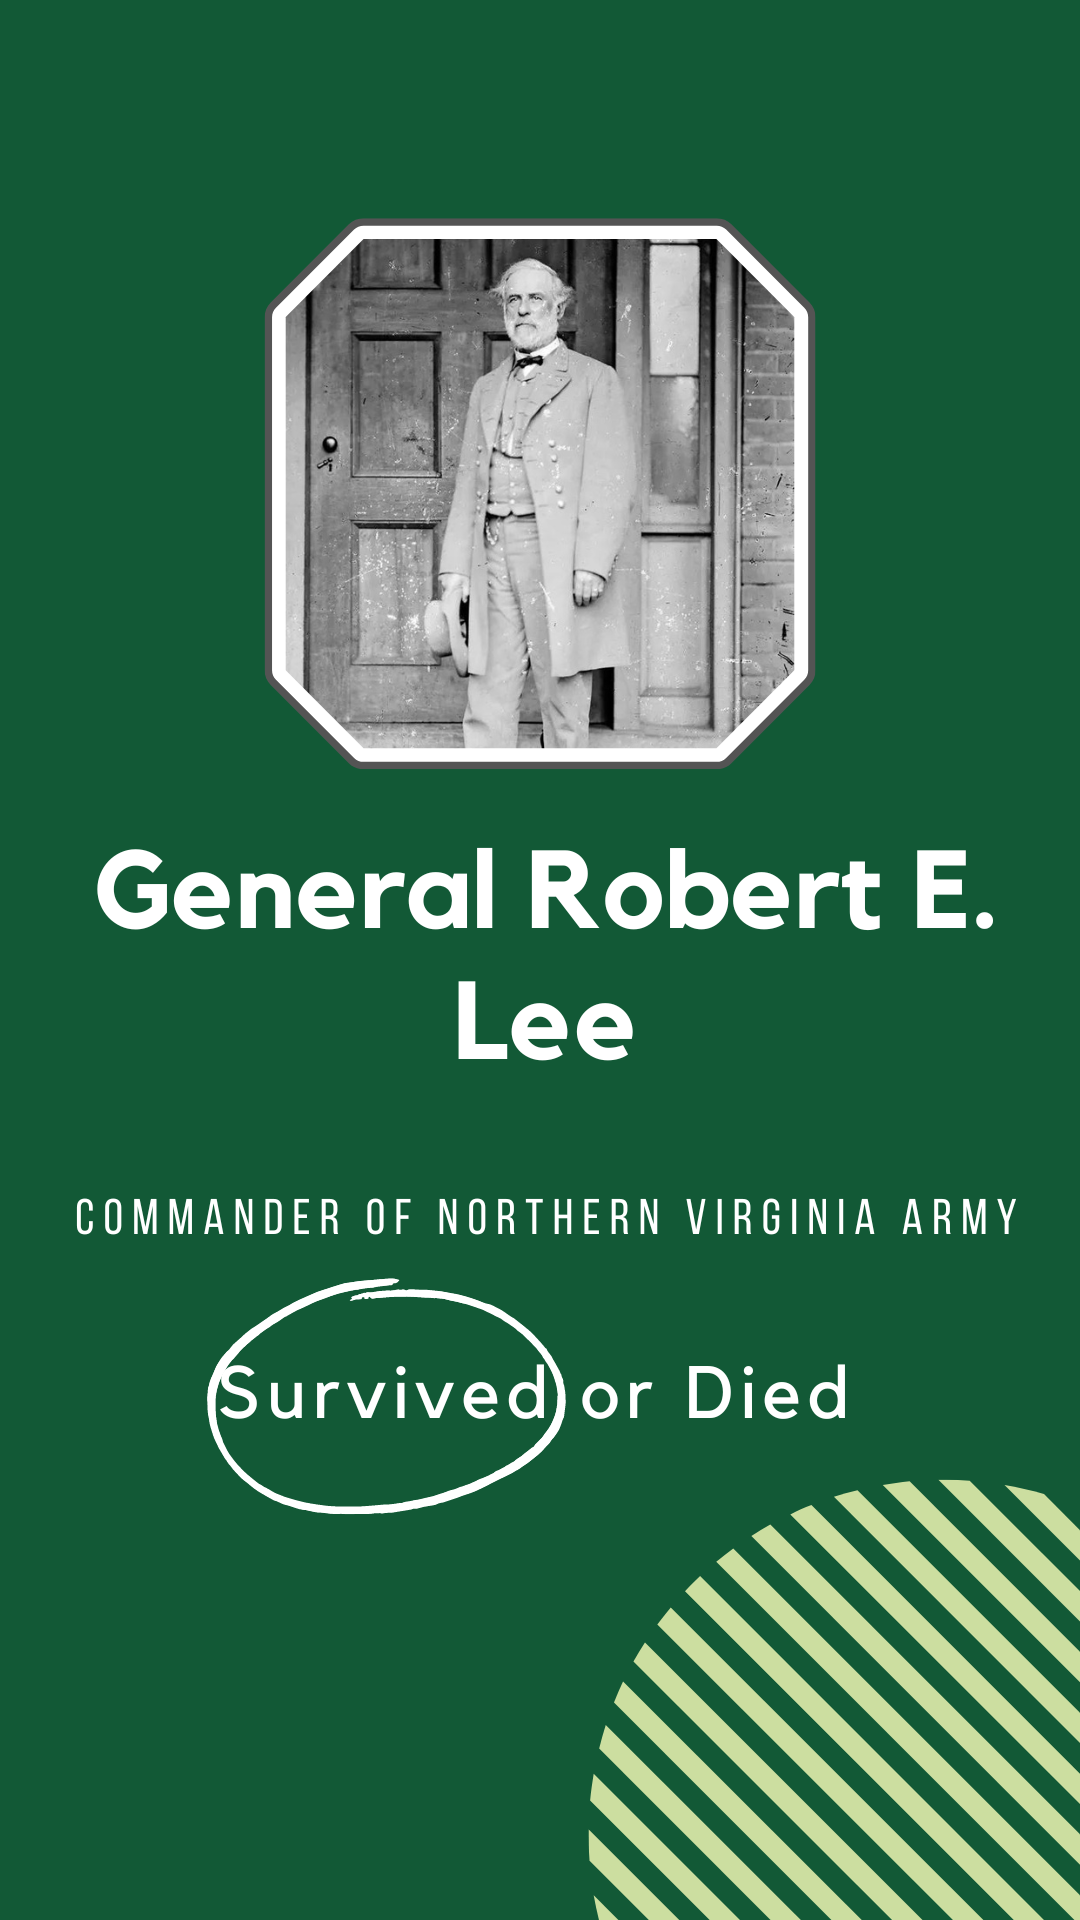 General Robert E.
Lee
COMMANDER OF NORTHERN VIRGINIA ARMY
Survived or Died